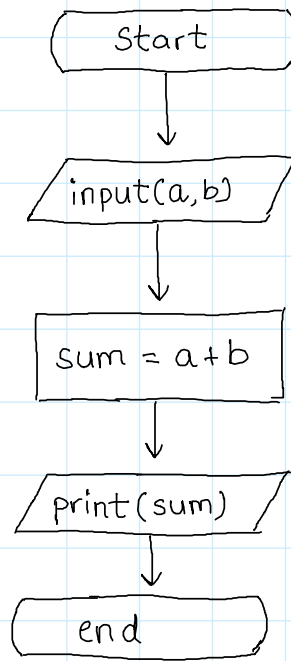 Start
input(a,b)
sum = a+b
print(sum)
end